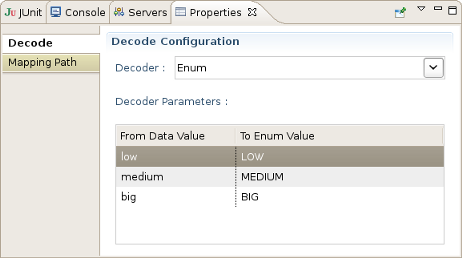 Ju JUnit Console Servers Properties
Decode
Mapping Path
Decode Configuration
Decoder : Enum
Decoder Parameters :
From Data Value To Enum Value
low LOW
medium MEDIUM
big BIG